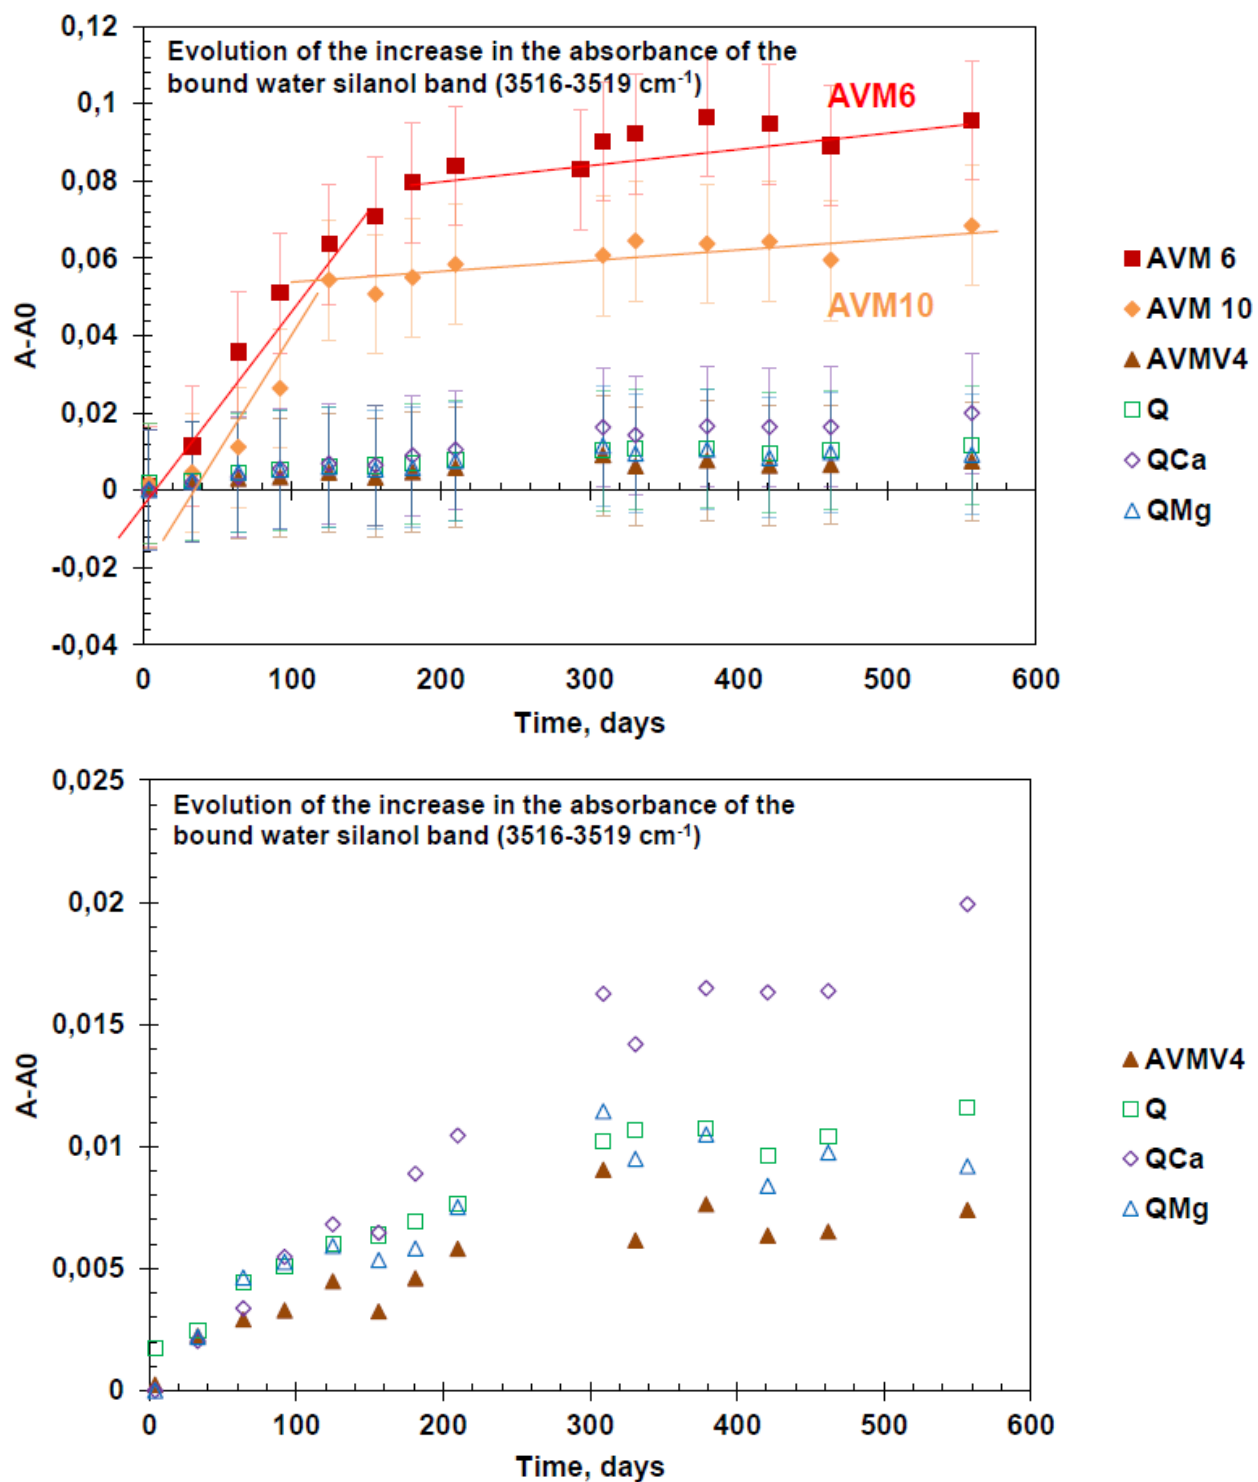 0,12
0,1
0,08
0,06
0,04
0,02
0
-0,02
-0,04
A-A0
Evolution of the increase in the absorbance of the
bound water silanol band (3516-3519 cm⁻¹)
AVM6
AVM10
0 100 200 300 400 500 600
Time, days
AVM 6
AVM 10
AVMV4
Q
QCa
QMg
0,025
0,02
0,015
0,01
0,005
0
A-A0
Evolution of the increase in the absorbance of the
bound water silanol band (3516-3519 cm⁻¹)
0 100 200 300 400 500 600
Time, days
AVMV4
Q
QCa
QMg